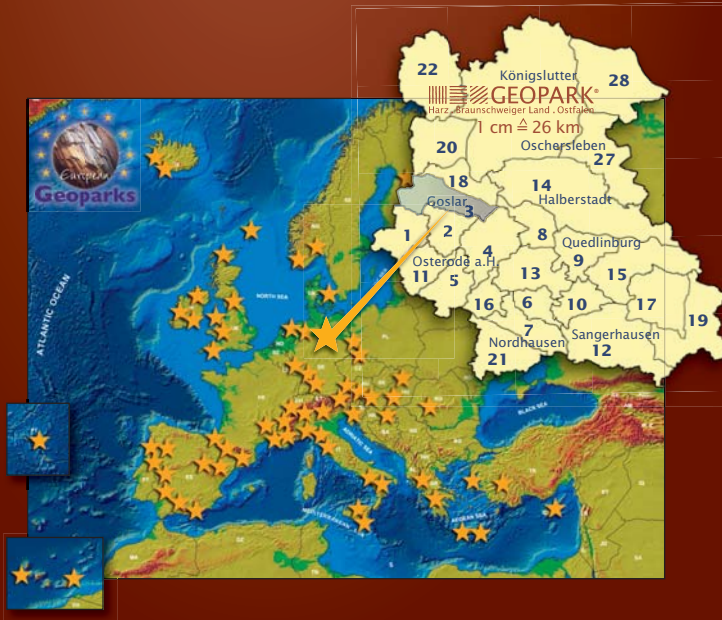 22
Königslutter
28
GEOPARK®
Harz . Braunschweiger Land . Ostfalen
1 cm ≙ 26 km
20
Oschersleben
27
18
14
Goslar
3
Halberstadt
1
2
8
4
Quedlinburg
Osterode a.H.
9
11
5
13
15
16
6
10
17
7
19
Nordhausen
Sangerhausen
12
21
European
Geoparks
ATLANTIC OCEAN
NORTH SEA
BLACK SEA
ADRIATIC SEA
MEDITERRANEAN
AEGEAN SEA